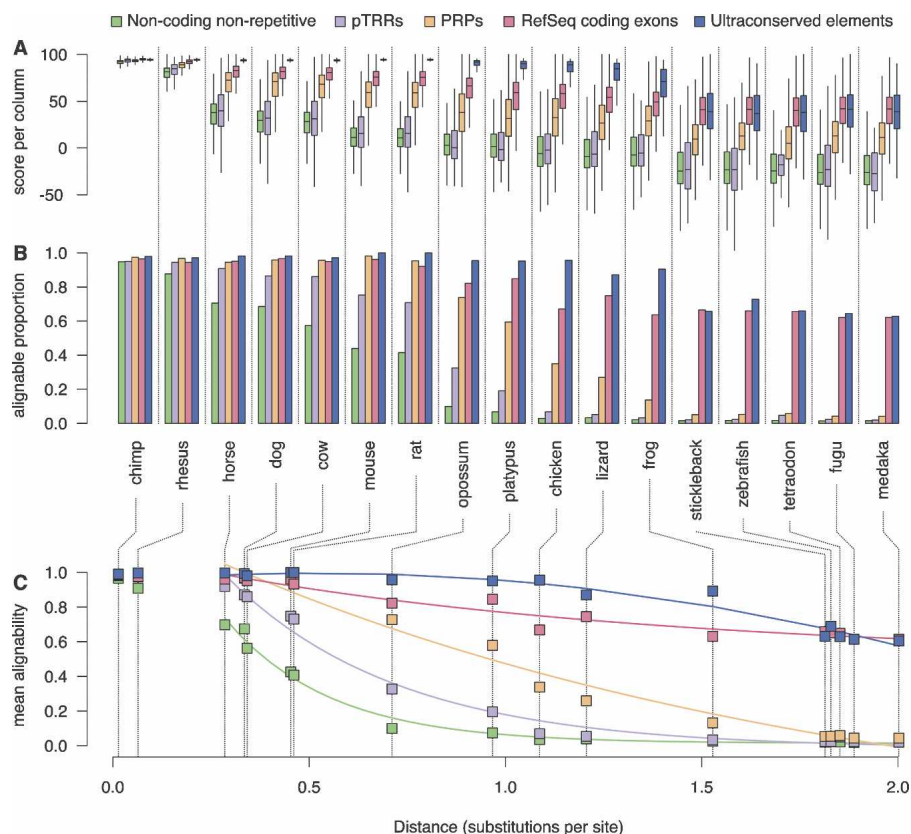 Non-coding non-repetitive pTRRs PRPs RefSeq coding exons Ultraconserved elements
A
score per column
100
50
0
-50
B
alignable proportion
1.0
0.8
0.6
0.4
0.2
0.0
chimp
rhesus
horse
dog
cow
mouse
rat
opossum
platypus
chicken
lizard
frog
stickleback
zebrafish
tetraodon
fugu
medaka
C
mean alignability
1.0
0.8
0.6
0.4
0.2
0.0
0.0 0.5 1.0 1.5 2.0
Distance (substitutions per site)